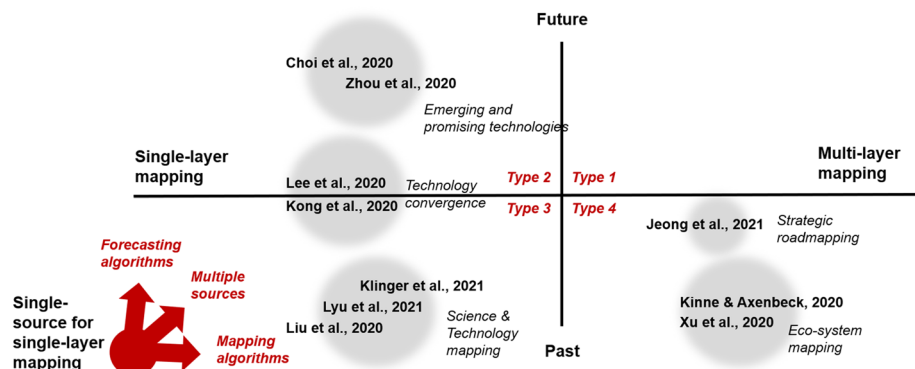 Future
Choi et al., 2020
Zhou et al., 2020
Emerging and
promising technologies
Single-layer
mapping
Multi-layer
mapping
Type 2
Type 1
Lee et al., 2020
Technology
convergence
Kong et al., 2020
Type 3
Type 4
Jeong et al., 2021
Strategic
roadmapping
Forecasting
algorithms
Multiple
sources
Mapping
algorithms
Single-
source for
single-layer
mapping
Klinger et al., 2021
Lyu et al., 2021
Liu et al., 2020
Science &
Technology
mapping
Past
Kinne & Axenbeck, 2020
Xu et al., 2020
Eco-system
mapping